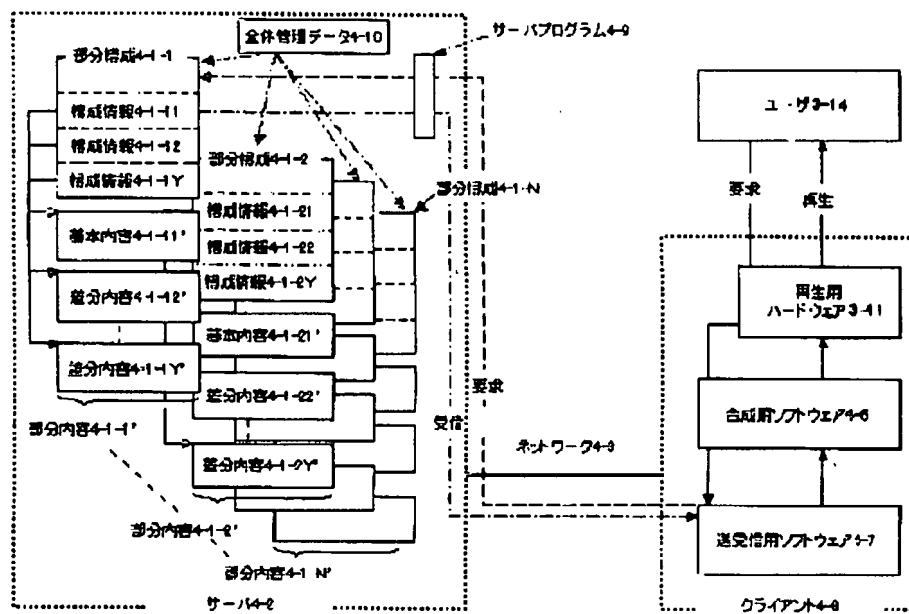 全体管理データ4-10
サーバプログラム4-9
部分構成4-1-1
構成情報4-1-11
構成情報4-1-12
構成情報4-1-1Y
基本内容4-1-11'
差分内容4-1-12'
差分内容4-1-1Y'
部分内容4-1-1'
部分構成4-1-2
構成情報4-1-21
構成情報4-1-22
構成情報4-1-2Y
基本内容4-1-21'
差分内容4-1-22'
差分内容4-1-2Y'
部分内容4-1-2'
部分構成4-1-N
部分内容4-1-N'
サーバ4-2
受信
要求
ネットワーク4-3
ユーザ3-14
要求
再生
再生用
ハードウェア3-11
合成用ソフトウェア4-6
送受信用ソフトウェア4-7
クライアント4-8